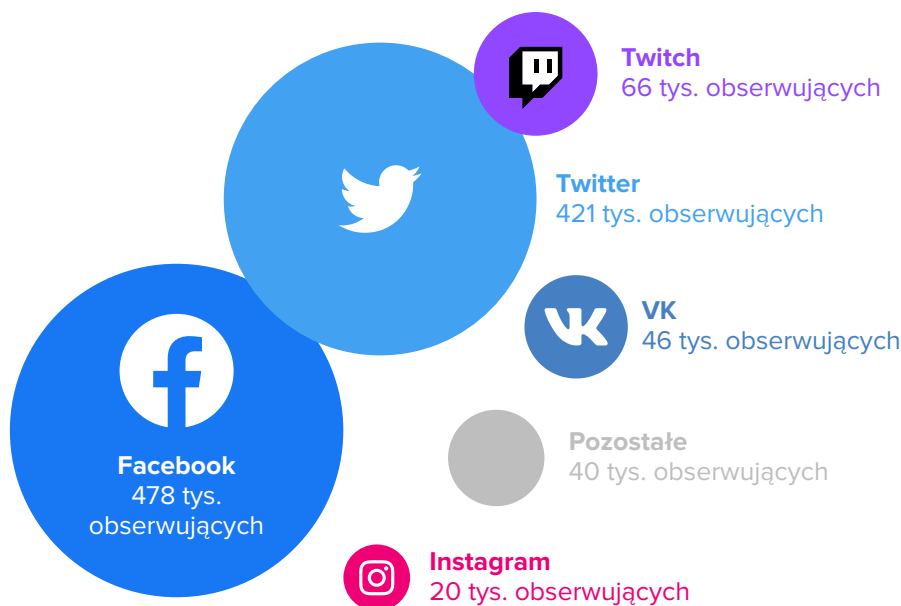 Twitch
66 tys. obserwujących
Twitter
421 tys. obserwujących
VK
46 tys. obserwujących
Facebook
478 tys.
obserwujących
Pozostałe
40 tys. obserwujących
Instagram
20 tys. obserwujących